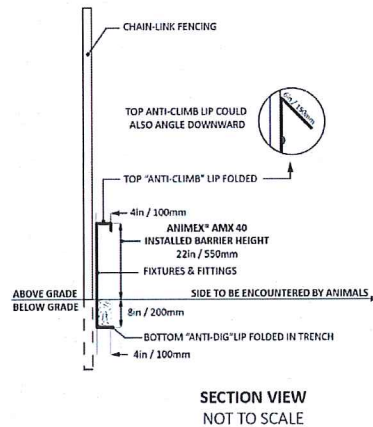 CHAIN-LINK FENCING
TOP ANTI-CLIMB LIP COULD
ALSO ANGLE DOWNWARD
6in / 150mm
TOP "ANTI-CLIMB" LIP FOLDED
4in / 100mm
ANIMEX® AMX 40
INSTALLED BARRIER HEIGHT
22in / 550mm
FIXTURES & FITTINGS
ABOVE GRADE
SIDE TO BE ENCOUNTERED BY ANIMALS
BELOW GRADE
8in / 200mm
BOTTOM "ANTI-DIG"LIP FOLDED IN TRENCH
4in / 100mm
SECTION VIEW
NOT TO SCALE